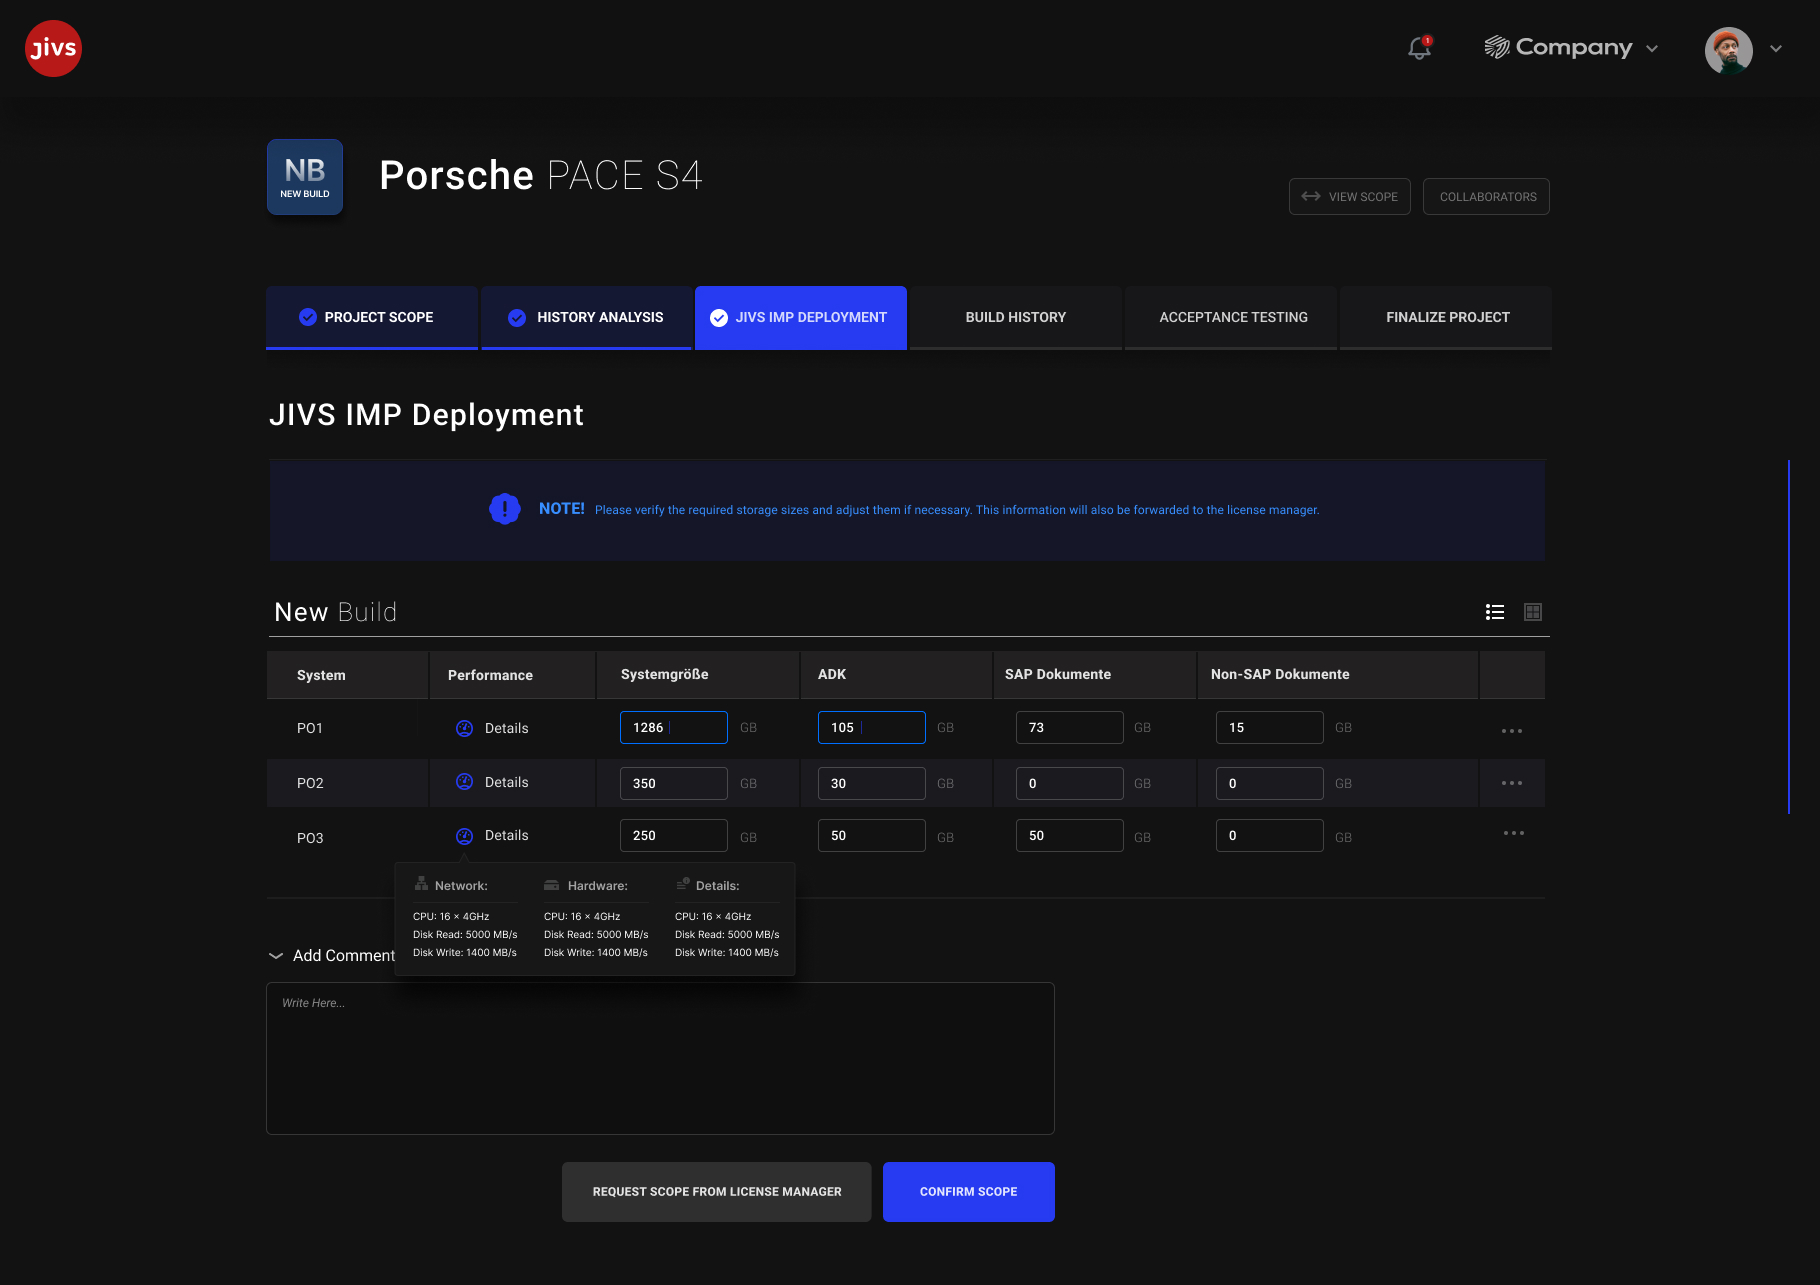 jivs
1
Company
NB
NEW BUILD
Porsche PACE S4
VIEW SCOPE
COLLABORATORS
PROJECT SCOPE
HISTORY ANALYSIS
JIVS IMP DEPLOYMENT
BUILD HISTORY
ACCEPTANCE TESTING
FINALIZE PROJECT
JIVS IMP Deployment
NOTE! Please verify the required storage sizes and adjust them if necessary. This information will also be forwarded to the license manager.
New Build
System Performance Systemgröße ADK SAP Dokumente Non-SAP Dokumente
PO1 Details 1286 GB 105 GB 73 GB 15 GB
PO2 Details 350 GB 30 GB 0 GB 0 GB
PO3 Details 250 GB 50 GB 50 GB 0 GB
Network: Hardware: Details:
CPU: 16 × 4GHz CPU: 16 × 4GHz CPU: 16 × 4GHz
Disk Read: 5000 MB/s Disk Read: 5000 MB/s Disk Read: 5000 MB/s
Disk Write: 1400 MB/s Disk Write: 1400 MB/s Disk Write: 1400 MB/s
Add Comment
Write Here...
REQUEST SCOPE FROM LICENSE MANAGER
CONFIRM SCOPE